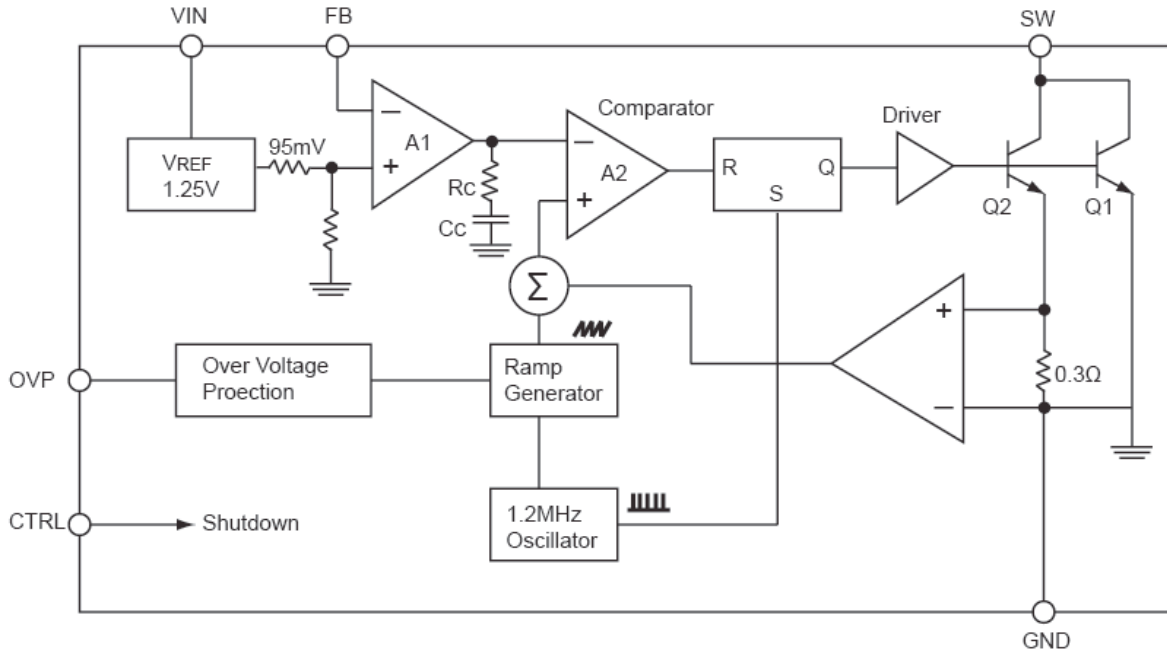 VIN
FB
SW
Comparator
Driver
95mV
VREF
1.25V
−
+
A1
−
+
A2
R
Q
S
Rc
Cc
Q2
Q1
Σ
+
−
0.3Ω
OVP
Over Voltage
Proection
Ramp
Generator
CTRL
Shutdown
1.2MHz
Oscillator
GND